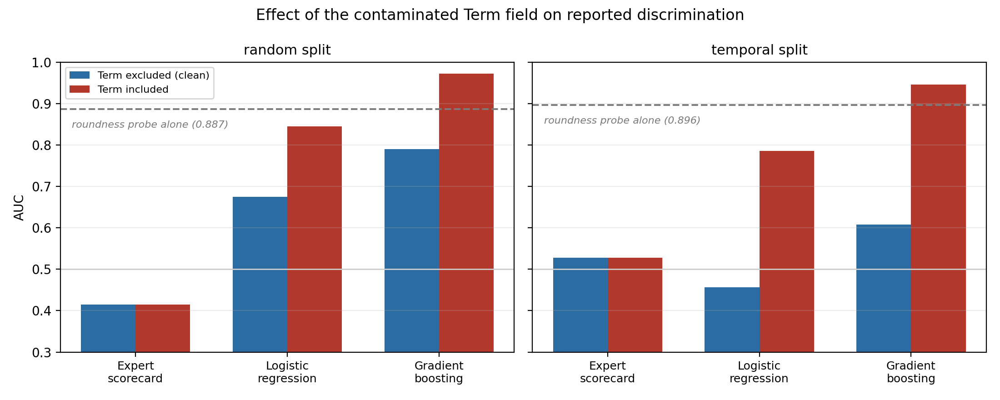 Effect of the contaminated Term field on reported discrimination
random split
1.0
0.9
0.8
0.7
0.6
0.5
0.4
0.3
AUC
Term excluded (clean)
Term included
roundness probe alone (0.887)
Expert
scorecard
Logistic
regression
Gradient
boosting
temporal split
roundness probe alone (0.896)
Expert
scorecard
Logistic
regression
Gradient
boosting